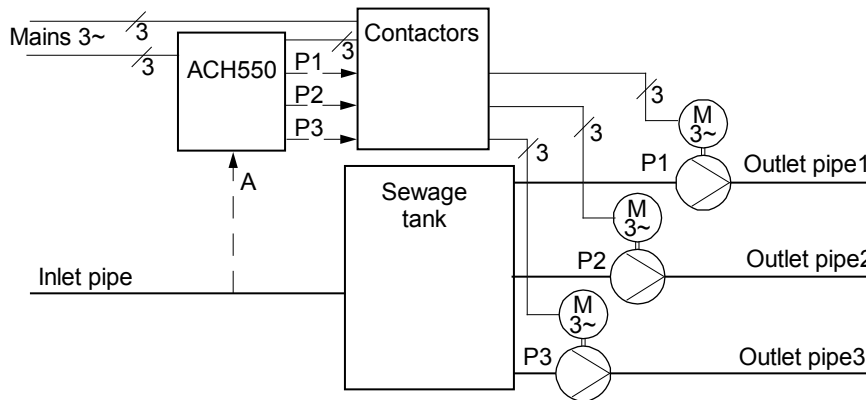 Mains 3~
3
3
ACH550
3
P1
P2
P3
Contactors
3
3
3
M
3~
P1
Outlet pipe1
A
Sewage
tank
M
3~
P2
Outlet pipe2
Inlet pipe
M
3~
P3
Outlet pipe3